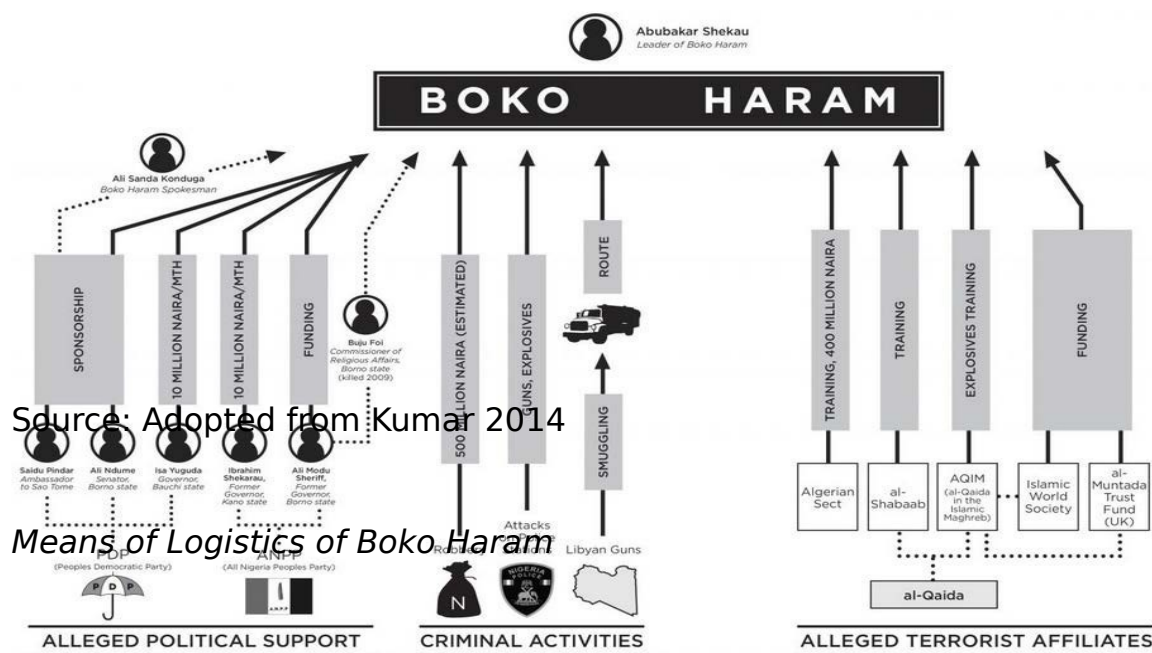 Abubakar Shekau
Leader of Boko Haram
BOKO HARAM
Ali Sanda Konduga
Boko Haram Spokesman
SPONSORSHIP
10 MILLION NAIRA/MTH
10 MILLION NAIRA/MTH
FUNDING
Buju Foi
Commissioner of
Religious Affairs,
Borno state
(killed 2009)
500 MILLION NAIRA (ESTIMATED)
GUNS, EXPLOSIVES
ROUTE
SMUGGLING
TRAINING, 400 MILLION NAIRA
TRAINING
EXPLOSIVES TRAINING
FUNDING
Source: Adopted from Kumar 2014
Saidu Pindar
Ambassador
to Sao Tome
Ali Ndume
Senator,
Borno state
Isa Yuguda
Governor,
Bauchi state
Ibrahim
Shekarau,
Former
Governor,
Kano state
Ali Modu
Sheriff,
Former
Governor,
Borno state
Algerian
Sect
al-
Shabaab
AQIM
(al-Qaida
in the
Islamic
Maghreb)
Islamic
World
Society
al-
Muntada
Trust
Fund
(UK)
Means of Logistics of Boko Haram
PDP
(Peoples Democratic Party)
ANPP
(All Nigeria Peoples Party)
Robbery
Attacks
on Police
Stations
Libyan Guns
P D P
A.N.P.P
N
NIGERIA
POLICE
al-Qaida
ALLEGED POLITICAL SUPPORT
CRIMINAL ACTIVITIES
ALLEGED TERRORIST AFFILIATES